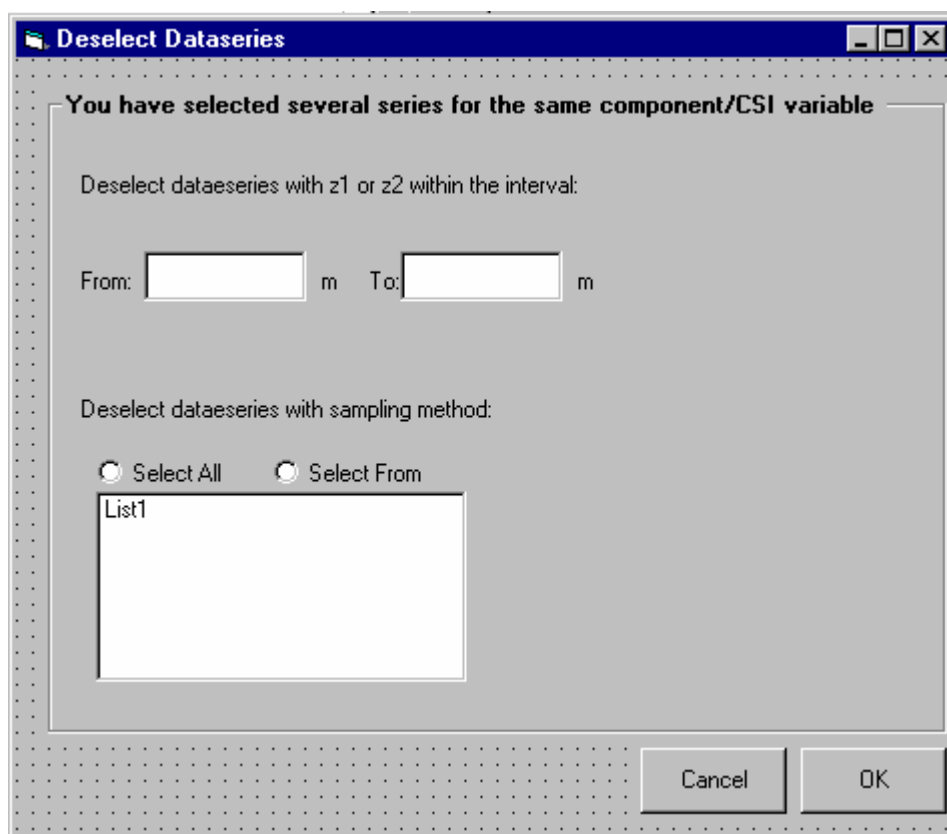 Deselect Dataseries
You have selected several series for the same component/CSI variable
Deselect dataeseries with z1 or z2 within the interval:
From: m To: m
Deselect dataeseries with sampling method:
Select All Select From
List1
Cancel OK